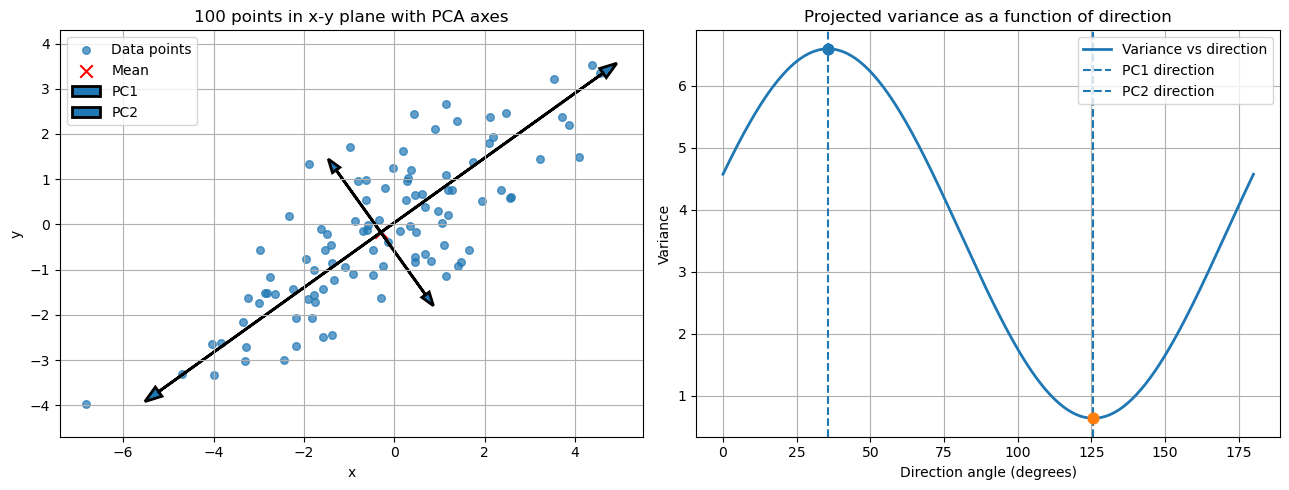 100 points in x-y plane with PCA axes
Data points
Mean
PC1
PC2
4
3
2
1
0
−1
−2
−3
−4
y
−6
−4
−2
0
2
4
x
Projected variance as a function of direction
Variance vs direction
PC1 direction
PC2 direction
6
5
4
3
2
1
Variance
0
25
50
75
100
125
150
175
Direction angle (degrees)